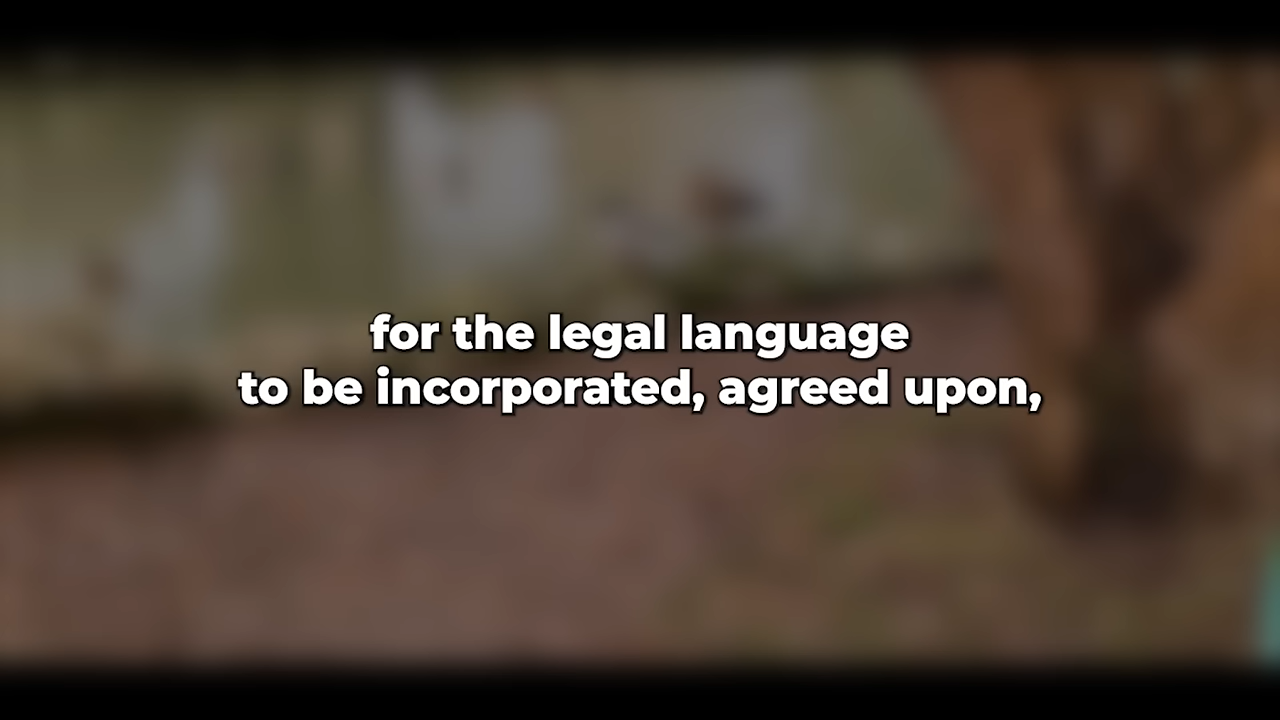 for the legal language
to be incorporated, agreed upon,